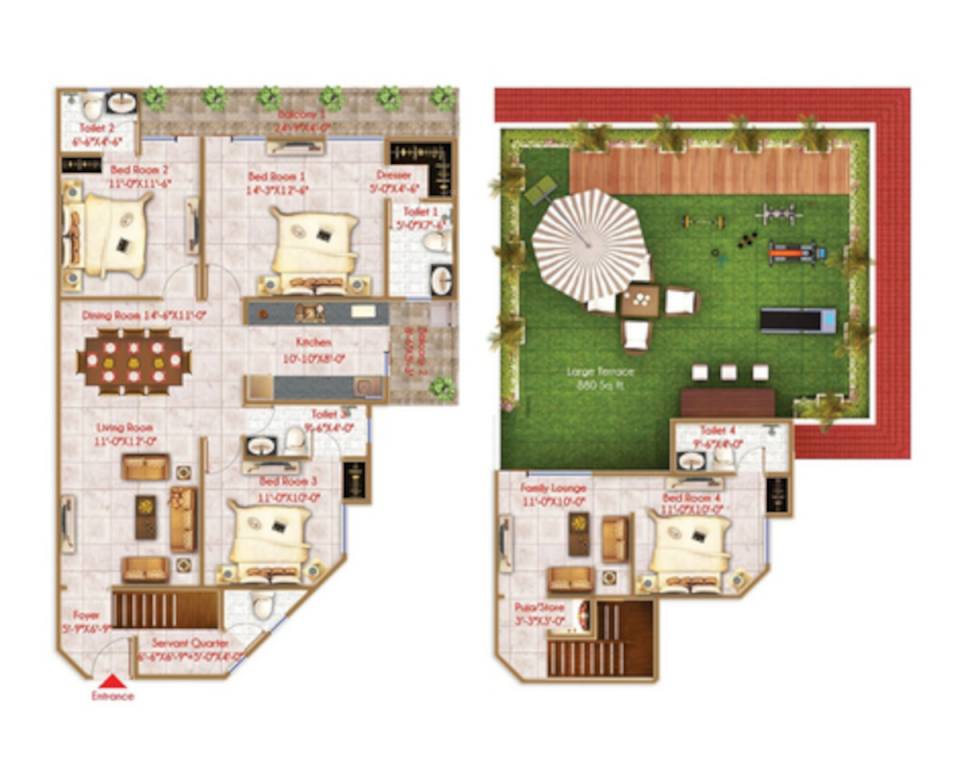 Toilet 2
6'-6"X4'-6"
Balcony 1
24'-9"X4'-0"
Bed Room 2
11'-0"X11'-6"
Bed Room 1
14'-3"X12'-6"
Dresser
5'-0"X4'-6"
Toilet 1
5'-0"X7'-6"
Dining Room 14'-6"X11'-0"
Kitchen
10'-10"X8'-0"
Balcony 2
Living Room
11'-0"X12'-0"
Toilet 3
9'-6"X4'-0"
Bed Room 3
11'-0"X10'-0"
Foyer
5'-9"X6'-9"
Servant Quarter
6'-6"X6'-9"+5'-0"X4'-0"
Entrance
Large Terrace
880 Sq ft
Toilet 4
9'-6"X4'-0"
Family Lounge
11'-0"X10'-0"
Bed Room 4
11'-0"X10'-0"
Puja/Store
3'-3"X3'-0"